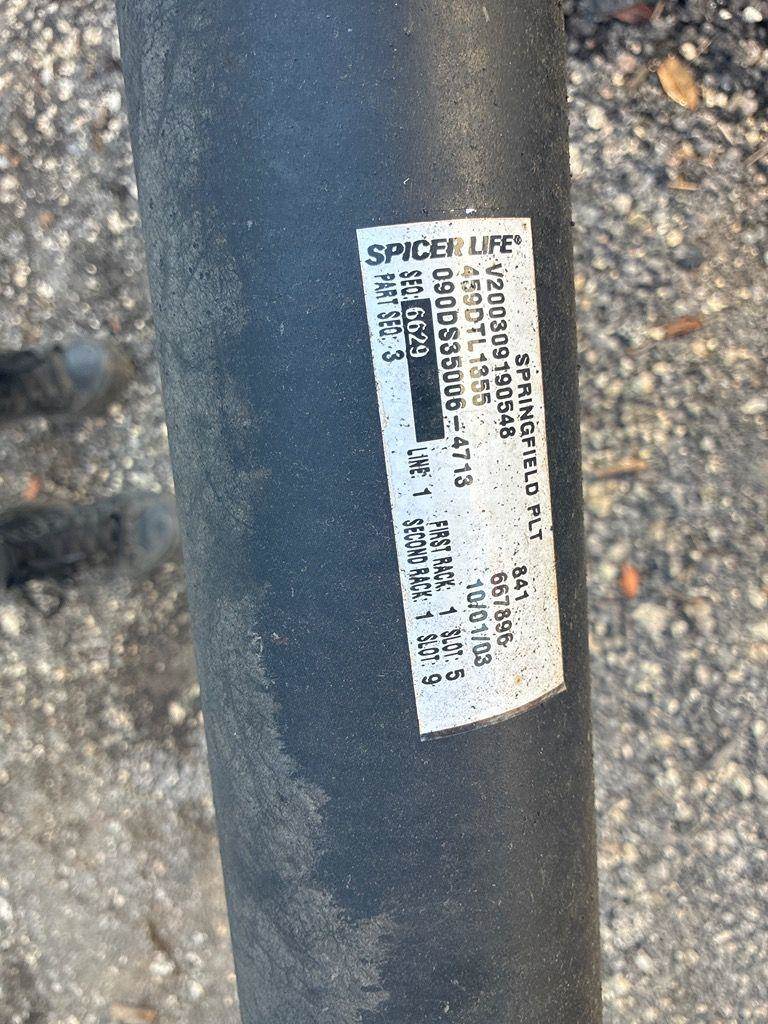 SPICER LIFE®
SPRINGFIELD PLT 841
V200309190548 667896
459DTL1355 10/01/03
090DS35006-4713
SEQ: 6629 LINE: 1 FIRST RACK: 1 SLOT: 5
PART SEQ: 3 SECOND RACK: 1 SLOT: 9